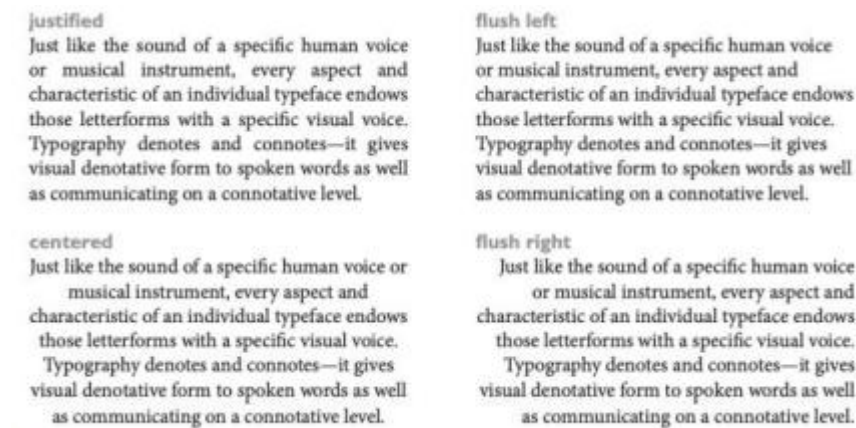 justified
Just like the sound of a specific human voice
or musical instrument, every aspect and
characteristic of an individual typeface endows
those letterforms with a specific visual voice.
Typography denotes and connotes—it gives
visual denotative form to spoken words as well
as communicating on a connotative level.
flush left
Just like the sound of a specific human voice
or musical instrument, every aspect and
characteristic of an individual typeface endows
those letterforms with a specific visual voice.
Typography denotes and connotes—it gives
visual denotative form to spoken words as well
as communicating on a connotative level.
centered
Just like the sound of a specific human voice or
musical instrument, every aspect and
characteristic of an individual typeface endows
those letterforms with a specific visual voice.
Typography denotes and connotes—it gives
visual denotative form to spoken words as well
as communicating on a connotative level.
flush right
Just like the sound of a specific human voice
or musical instrument, every aspect and
characteristic of an individual typeface endows
those letterforms with a specific visual voice.
Typography denotes and connotes—it gives
visual denotative form to spoken words as well
as communicating on a connotative level.